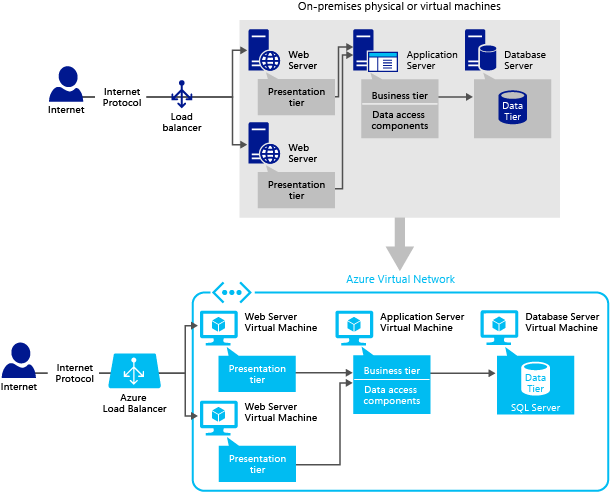 On-premises physical or virtual machines
Web
Server
Application
Server
Database
Server
Presentation
tier
Business tier
Data access
components
Data
Tier
Internet
Internet
Protocol
Load
balancer
Web
Server
Presentation
tier
Azure Virtual Network
Web Server
Virtual Machine
Application Server
Virtual Machine
Database Server
Virtual Machine
Presentation
tier
Business tier
Data access
components
Data
Tier
SQL Server
Internet
Internet
Protocol
Azure
Load Balancer
Web Server
Virtual Machine
Presentation
tier